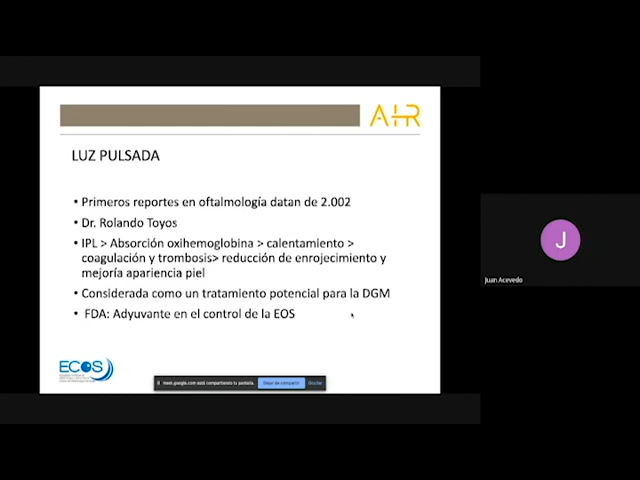 AHR
LUZ PULSADA
• Primeros reportes en oftalmología datan de 2.002
• Dr. Rolando Toyos
• IPL > Absorción oxihemoglobina > calentamiento >
coagulación y trombosis> reducción de enrojecimiento y
mejoría apariencia piel
• Considerada como un tratamiento potencial para la DGM
• FDA: Adyuvante en el control de la EOS
J
Juan Acevedo
ECOS
meet.google.com está compartiendo tu pantalla.
Dejar de compartir
Ocultar